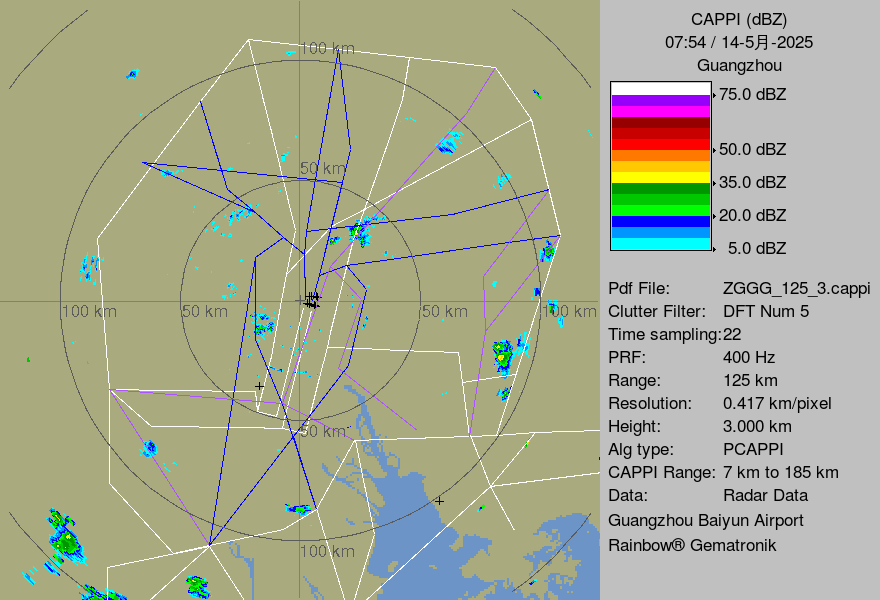 CAPPI (dBZ)
07:54 / 14-5月-2025
Guangzhou
75.0 dBZ
50.0 dBZ
35.0 dBZ
20.0 dBZ
5.0 dBZ
Pdf File: ZGGG_125_3.cappi
Clutter Filter: DFT Num 5
Time sampling:22
PRF: 400 Hz
Range: 125 km
Resolution: 0.417 km/pixel
Height: 3.000 km
Alg type: PCAPPI
CAPPI Range: 7 km to 185 km
Data: Radar Data
Guangzhou Baiyun Airport
Rainbow® Gematronik
100 km
50 km
100 km
50 km
50 km
100 km
50 km
100 km